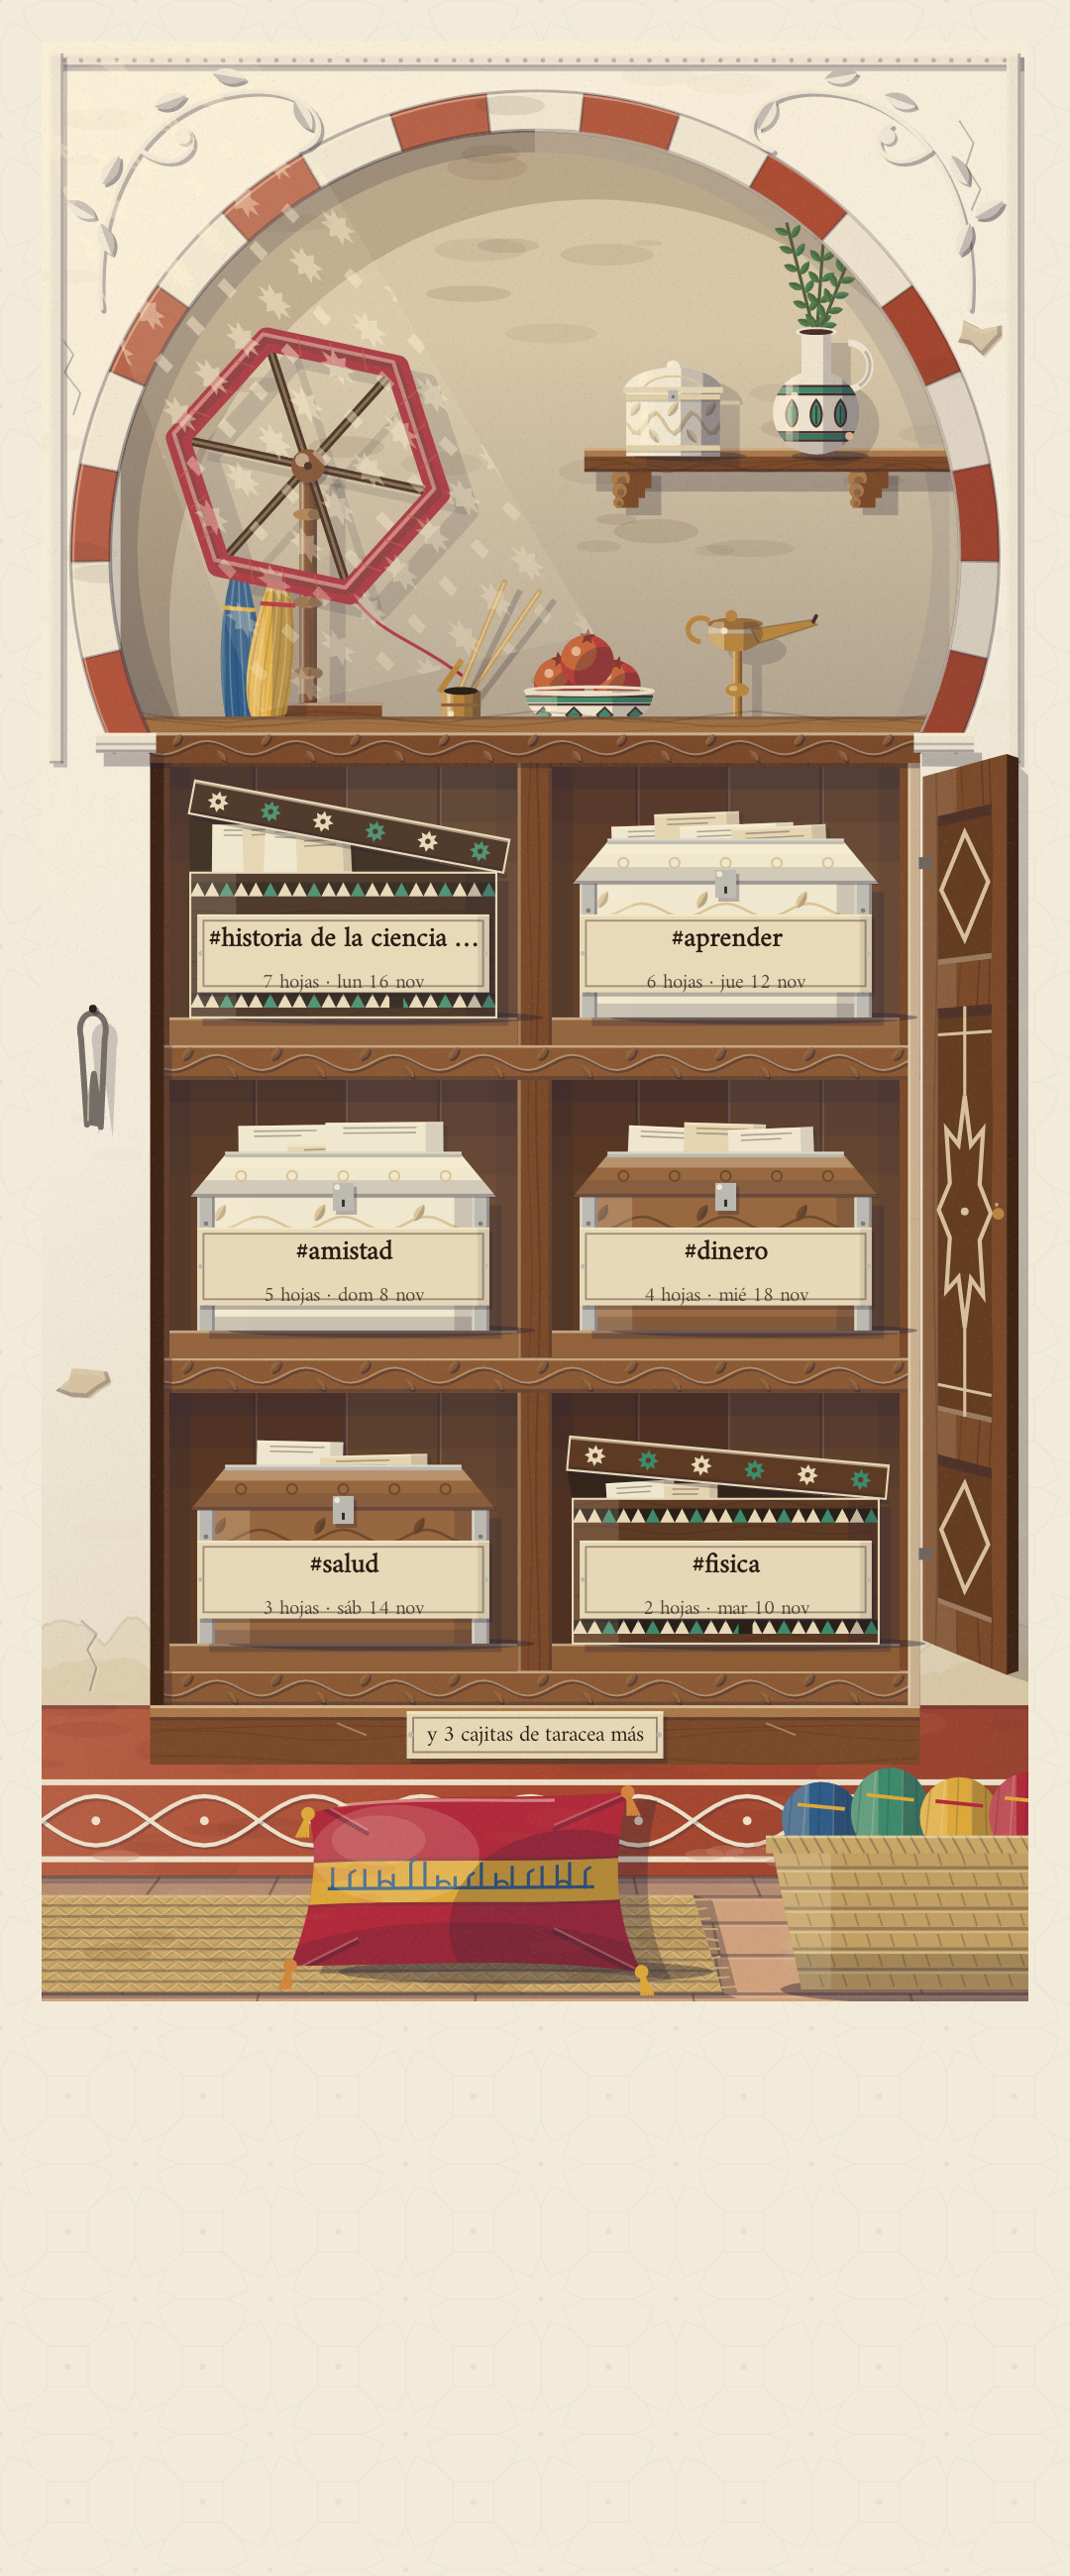 #historia de la ciencia …
7 hojas · lun 16 nov
#aprender
6 hojas · jue 12 nov
#amistad
5 hojas · dom 8 nov
#dinero
4 hojas · mié 18 nov
#salud
3 hojas · sáb 14 nov
#fisica
2 hojas · mar 10 nov
y 3 cajitas de taracea más